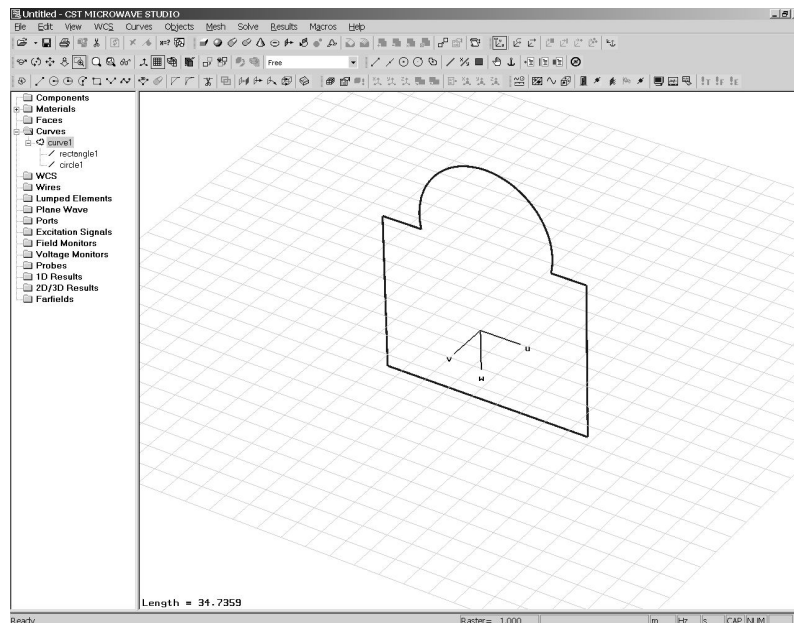 Untitled - CST MICROWAVE STUDIO
File Edit View WCS Curves Objects Mesh Solve Results Macros Help
Free
Components
Materials
Faces
Curves
curve1
rectangle1
circle1
WCS
Wires
Lumped Elements
Plane Wave
Ports
Excitation Signals
Field Monitors
Voltage Monitors
Probes
1D Results
2D/3D Results
Farfields
u
v
w
Length = 34.7359
Ready Raster= 1.000 m Hz s CAP NUM